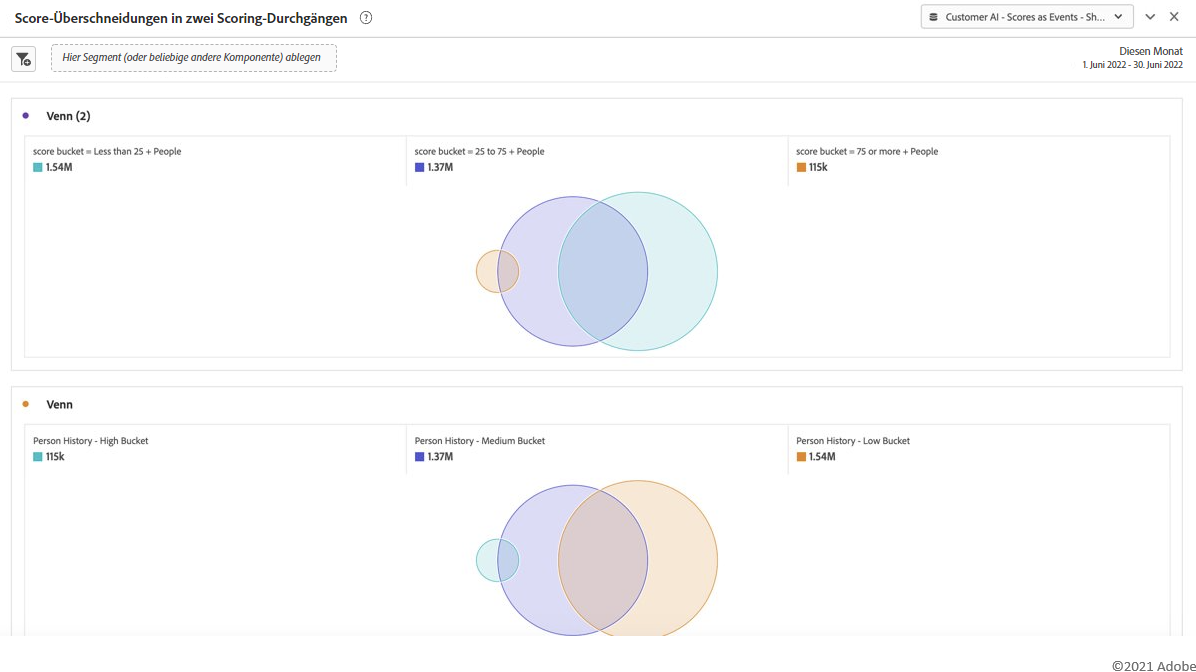 Score-Überschneidungen in zwei Scoring-Durchgängen ?
Customer AI - Scores as Events - Sh...
Hier Segment (oder beliebige andere Komponente) ablegen
Diesen Monat
1. Juni 2022 - 30. Juni 2022
Venn (2)
score bucket = Less than 25 + People
1.54M
score bucket = 25 to 75 + People
1.37M
score bucket = 75 or more + People
115k
Venn
Person History - High Bucket
115k
Person History - Medium Bucket
1.37M
Person History - Low Bucket
1.54M
©2021 Adobe